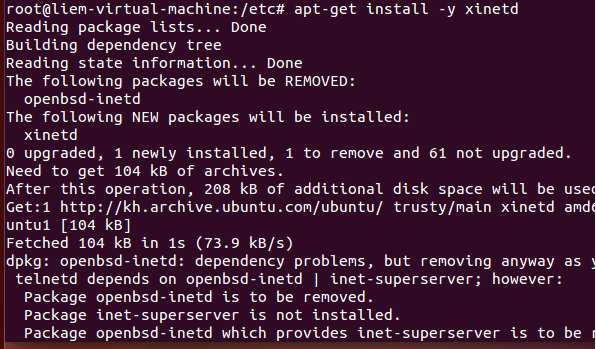 root@liem-virtual-machine:/etc# apt-get install -y xinetd
Reading package lists... Done
Building dependency tree
Reading state information... Done
The following packages will be REMOVED:
  openbsd-inetd
The following NEW packages will be installed:
  xinetd
0 upgraded, 1 newly installed, 1 to remove and 61 not upgraded.
Need to get 104 kB of archives.
After this operation, 208 kB of additional disk space will be used
Get:1 http://kh.archive.ubuntu.com/ubuntu/ trusty/main xinetd amd6
untu1 [104 kB]
Fetched 104 kB in 1s (73.9 kB/s)
dpkg: openbsd-inetd: dependency problems, but removing anyway as y
 telnetd depends on openbsd-inetd | inet-superserver; however:
  Package openbsd-inetd is to be removed.
  Package inet-superserver is not installed.
  Package openbsd-inetd which provides inet-superserver is to be